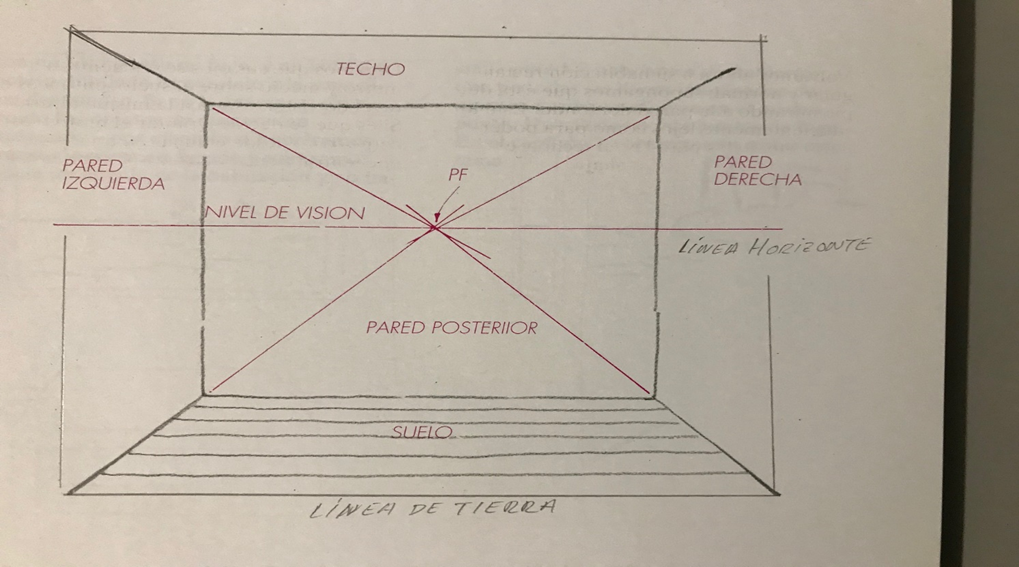 TECHO
PARED
IZQUIERDA
PF
PARED
DERECHA
NIVEL DE VISION
LÍNEA HORIZONTE
PARED POSTERIIOR
SUELO
LÍNEA DE TIERRA